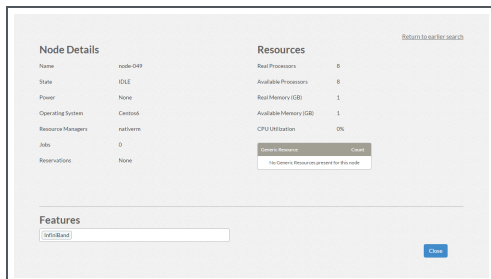 Return to earlier search
Node Details
Name node-049
State IDLE
Power None
Operating System Centos6
Resource Managers nativerm
Jobs 0
Reservations None
Resources
Real Processors 8
Available Processors 8
Real Memory (GB) 1
Available Memory (GB) 1
CPU Utilization 0%
Generic Resource Count
No Generic Resources present for this node
Features
InfiniBand
Close